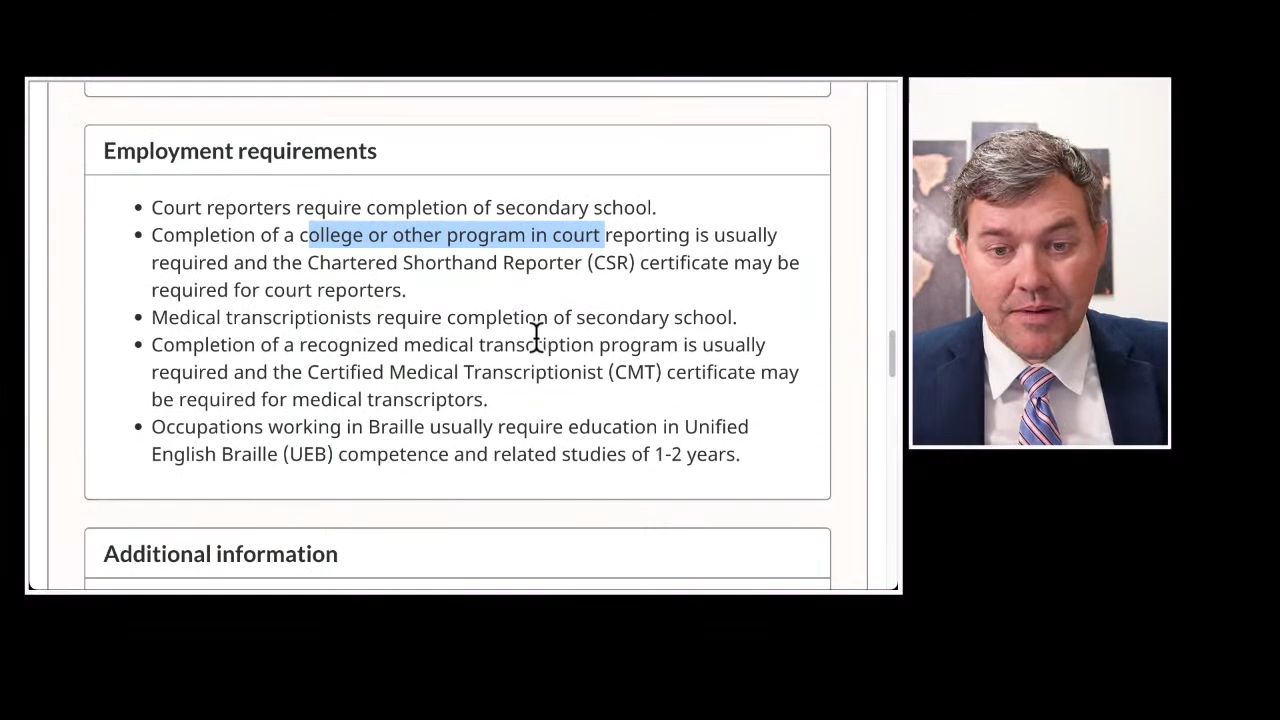 Employment requirements
Court reporters require completion of secondary school.
Completion of a college or other program in court reporting is usually
required and the Chartered Shorthand Reporter (CSR) certificate may be
required for court reporters.
Medical transcriptionists require completion of secondary school.
Completion of a recognized medical transcription program is usually
required and the Certified Medical Transcriptionist (CMT) certificate may
be required for medical transcriptors.
Occupations working in Braille usually require education in Unified
English Braille (UEB) competence and related studies of 1-2 years.
Additional information